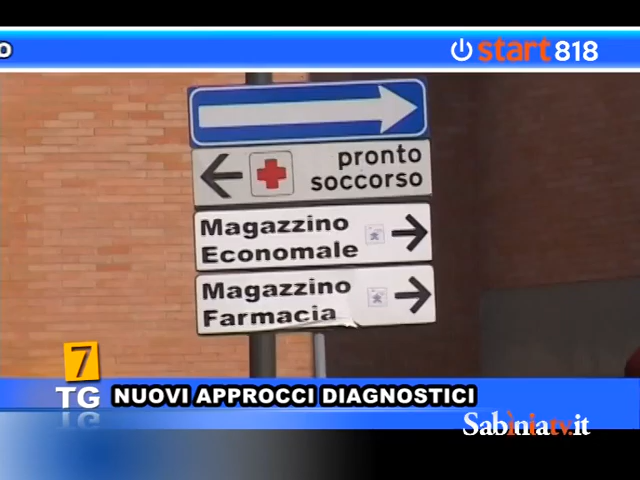 O
start818
pronto
soccorso
Magazzino
Economale
Magazzino
Farmacia
7
TG
NUOVI APPROCCI DIAGNOSTICI
Sabiniatv.it